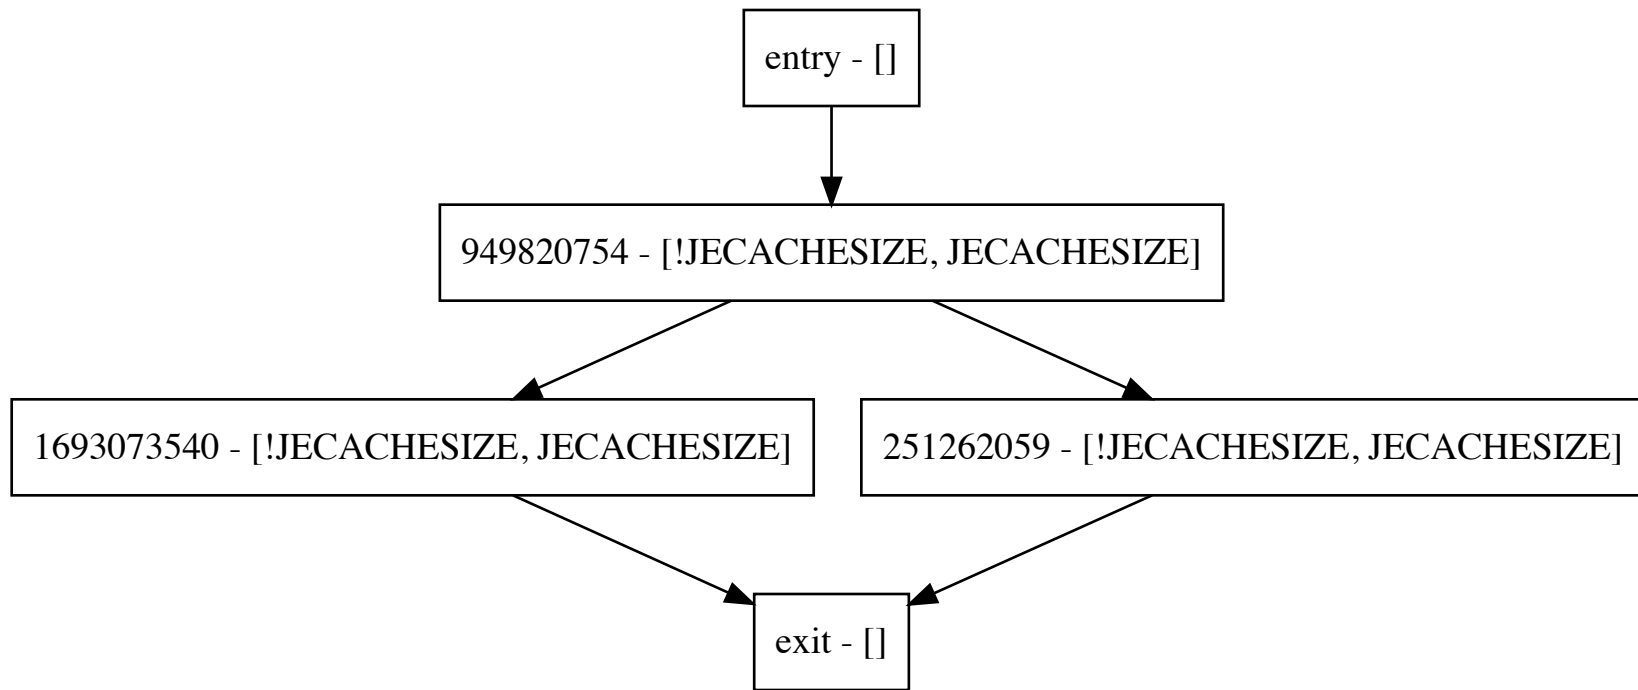 entry - []
949820754 - [!JECACHESIZE, JECACHESIZE]
1693073540 - [!JECACHESIZE, JECACHESIZE]
251262059 - [!JECACHESIZE, JECACHESIZE]
exit - []